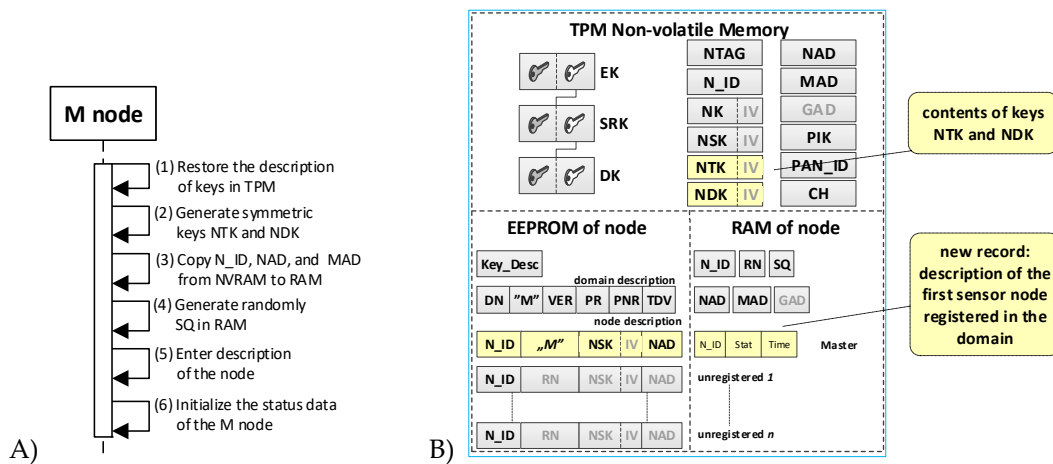 M node
(1) Restore the description
of keys in TPM
(2) Generate symmetric
keys NTK and NDK
(3) Copy N_ID, NAD, and MAD
from NVRAM to RAM
(4) Generate randomly
SQ in RAM
(5) Enter description
of the node
(6) Initialize the status data
of the M node
A)
B)
TPM Non-volatile Memory
EK
SRK
DK
NTAG NAD
N_ID MAD
NK IV GAD
NSK IV PIK
NTK IV PAN_ID
NDK IV CH
contents of keys
NTK and NDK
EEPROM of node
Key_Desc
domain description
DN ”M” VER PR PNR TDV
node description
N_ID „M” NSK IV NAD
N_ID RN NSK IV NAD
N_ID RN NSK IV NAD
RAM of node
N_ID RN SQ
NAD MAD GAD
N_ID Stat Time Master
unregistered 1
unregistered n
new record:
description of the
first sensor node
registered in the
domain